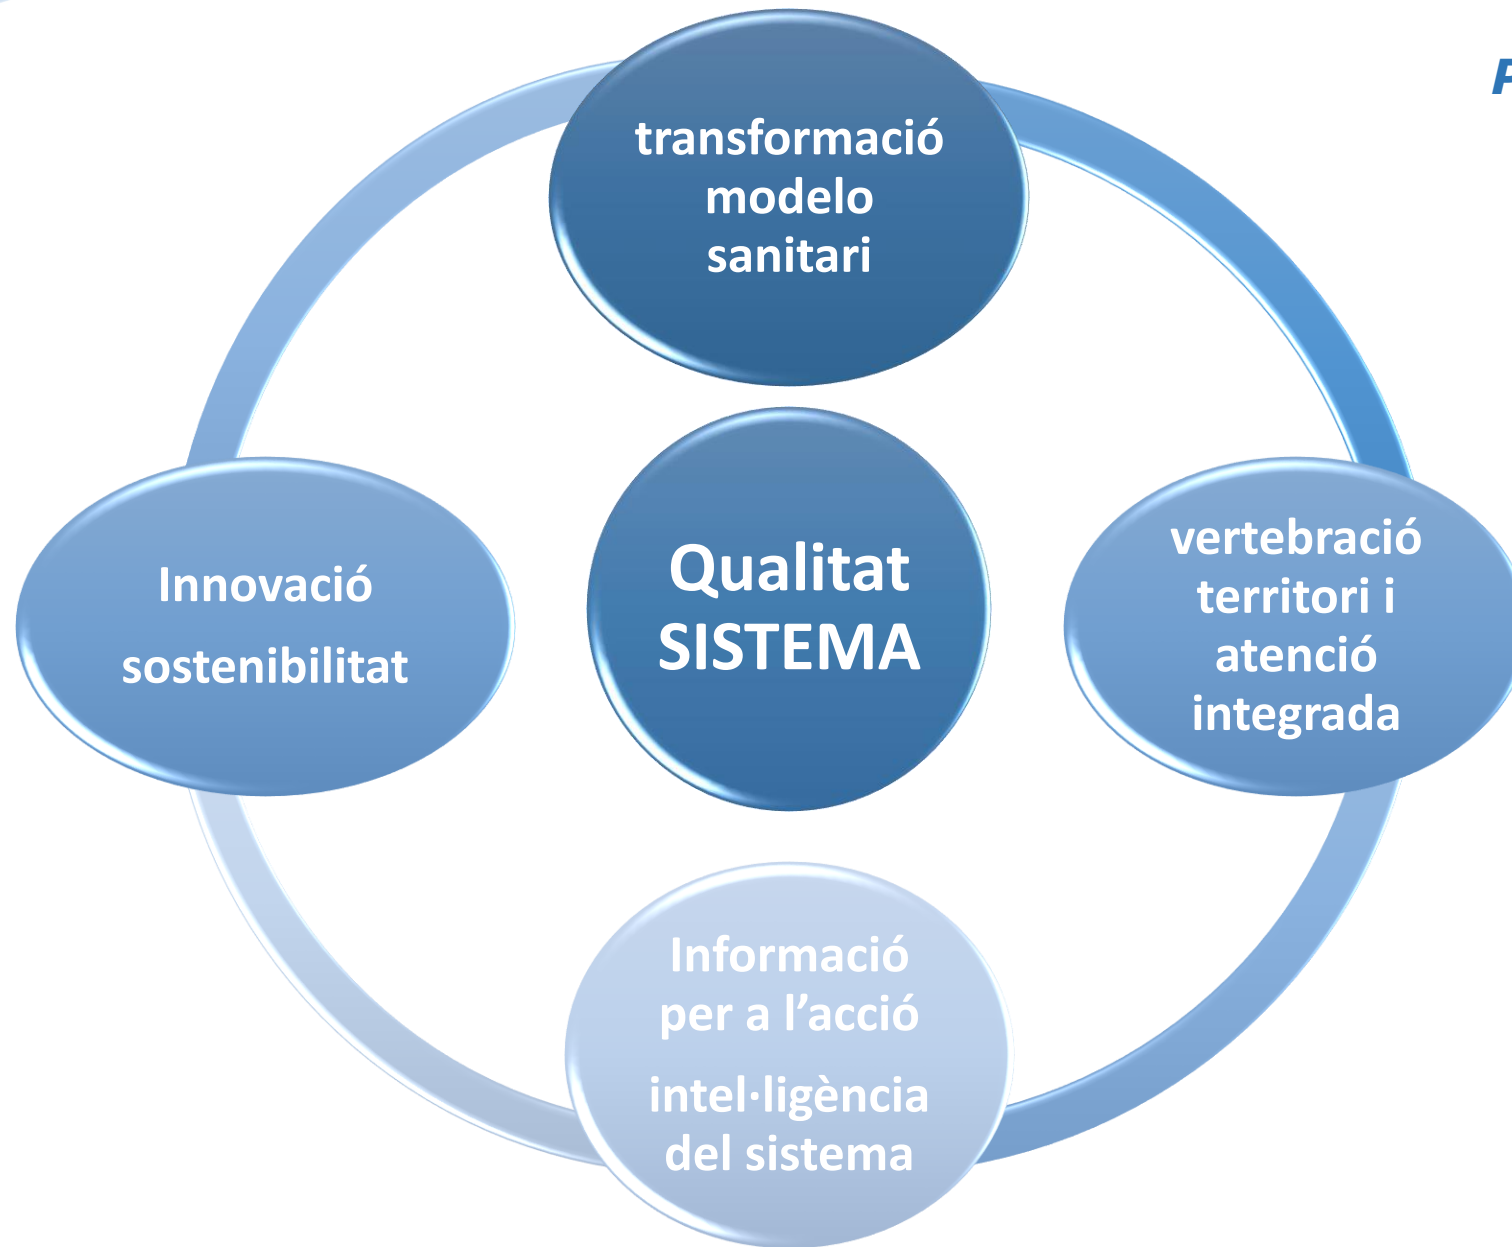 transformació
modelo
sanitari
Innovació
sostenibilitat
Qualitat
SISTEMA
vertebració
territori i
atenció
integrada
Informació
per a l’acció
intel·ligència
del sistema